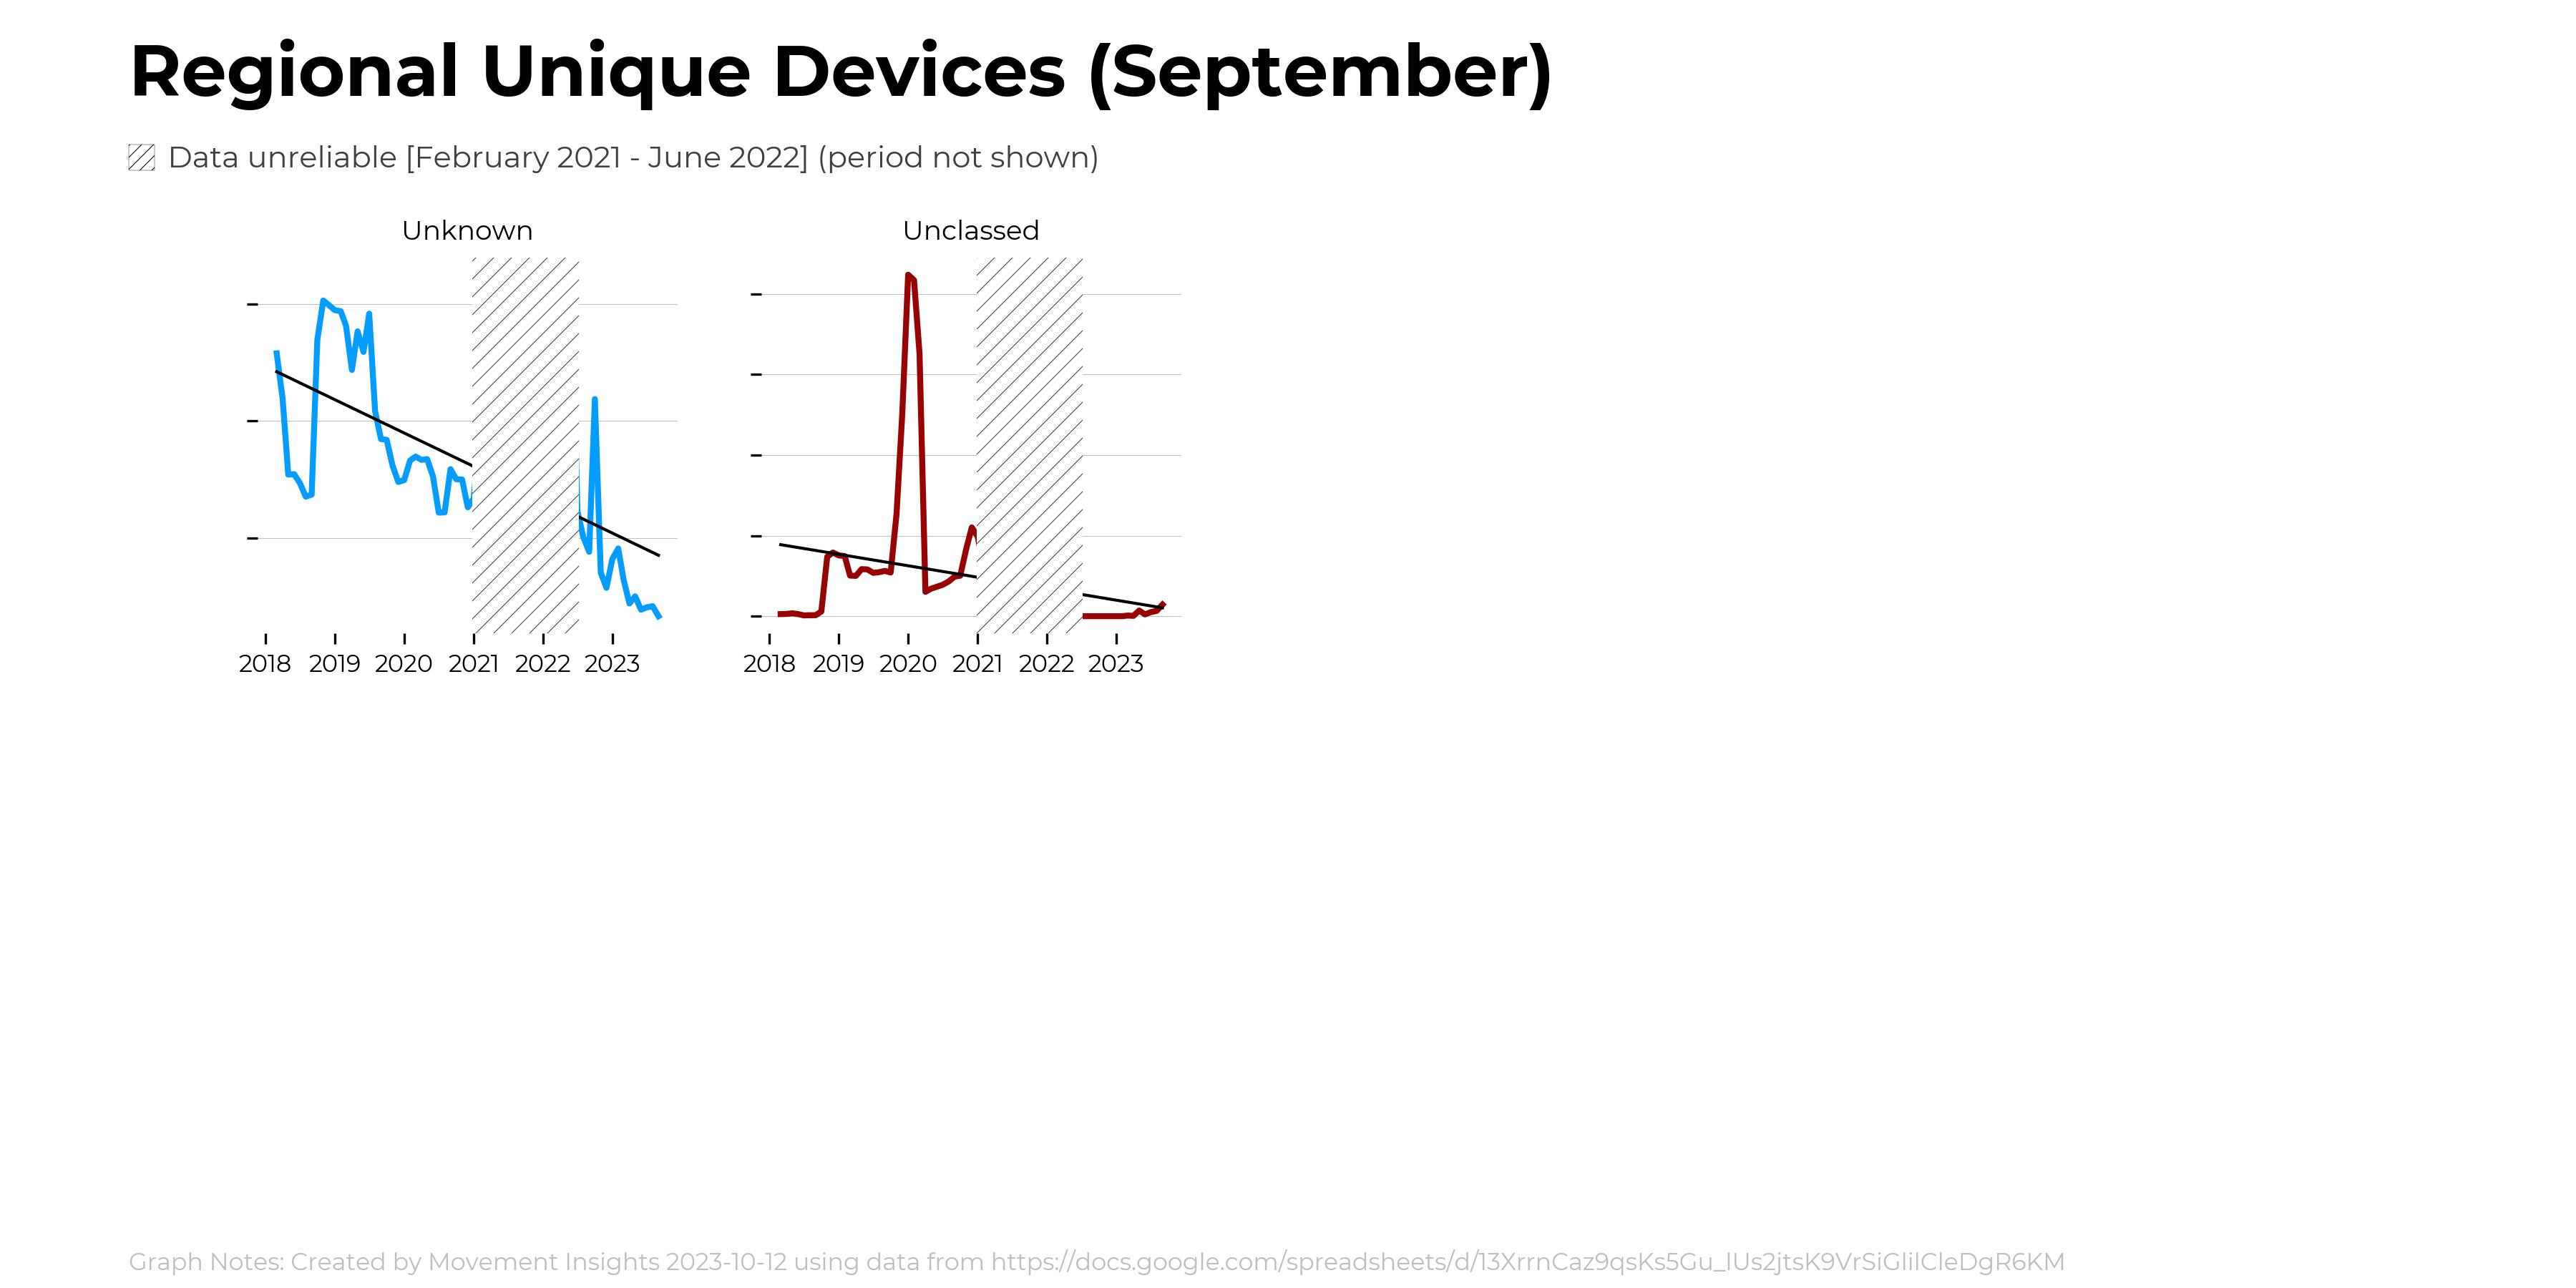 Regional Unique Devices (September)
Data unreliable [February 2021 - June 2022] (period not shown)
Unknown
Unclassed
2018 2019 2020 2021 2022 2023
2018 2019 2020 2021 2022 2023
Graph Notes: Created by Movement Insights 2023-10-12 using data from https://docs.google.com/spreadsheets/d/13XrrnCaz9qsKs5Gu_lUs2jtsK9VrSiGlilCleDgR6KM